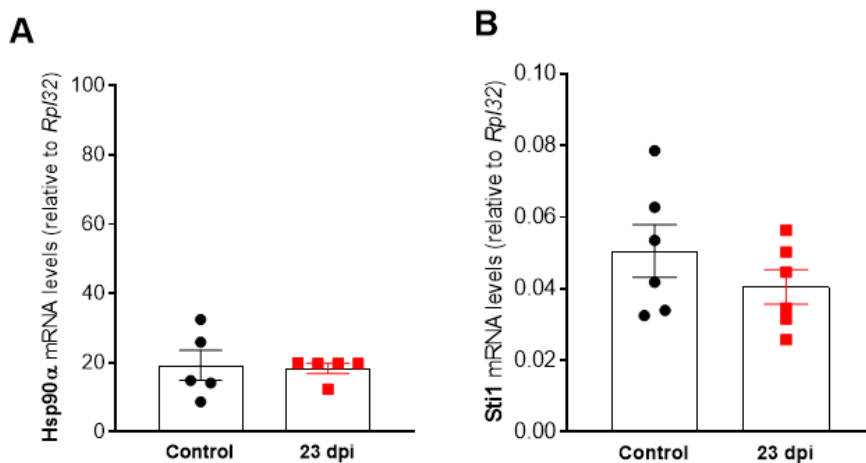 A
Hsp90α mRNA levels (relative to Rpl32)
100
80
60
40
20
0
Control
23 dpi
B
Sti1 mRNA levels (relative to Rpl32)
0.10
0.08
0.06
0.04
0.02
0.00
Control
23 dpi